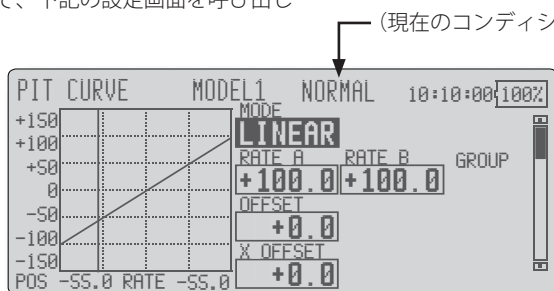 て、下記の設定画面を呼び出し
(現在のコンディシ
PIT CURVE MODEL1 NORMAL 10:10:00 100%
+150
+100
+50
0
-50
-100
-150
POS -55.0 RATE -55.0
MODE
LINEAR
RATE A RATE B GROUP
+100.0 +100.0
OFFSET
+0.0
X OFFSET
+0.0